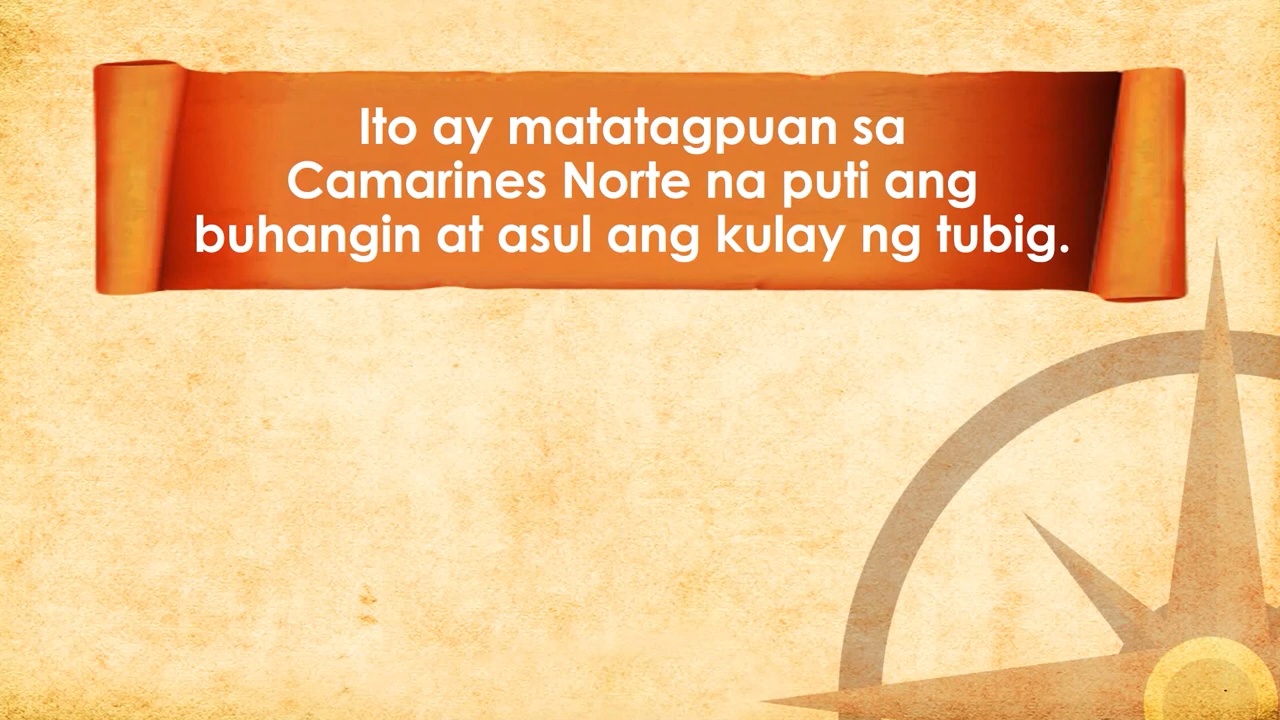 Ito ay matatagpuan sa
Camarines Norte na puti ang
buhangin at asul ang kulay ng tubig.